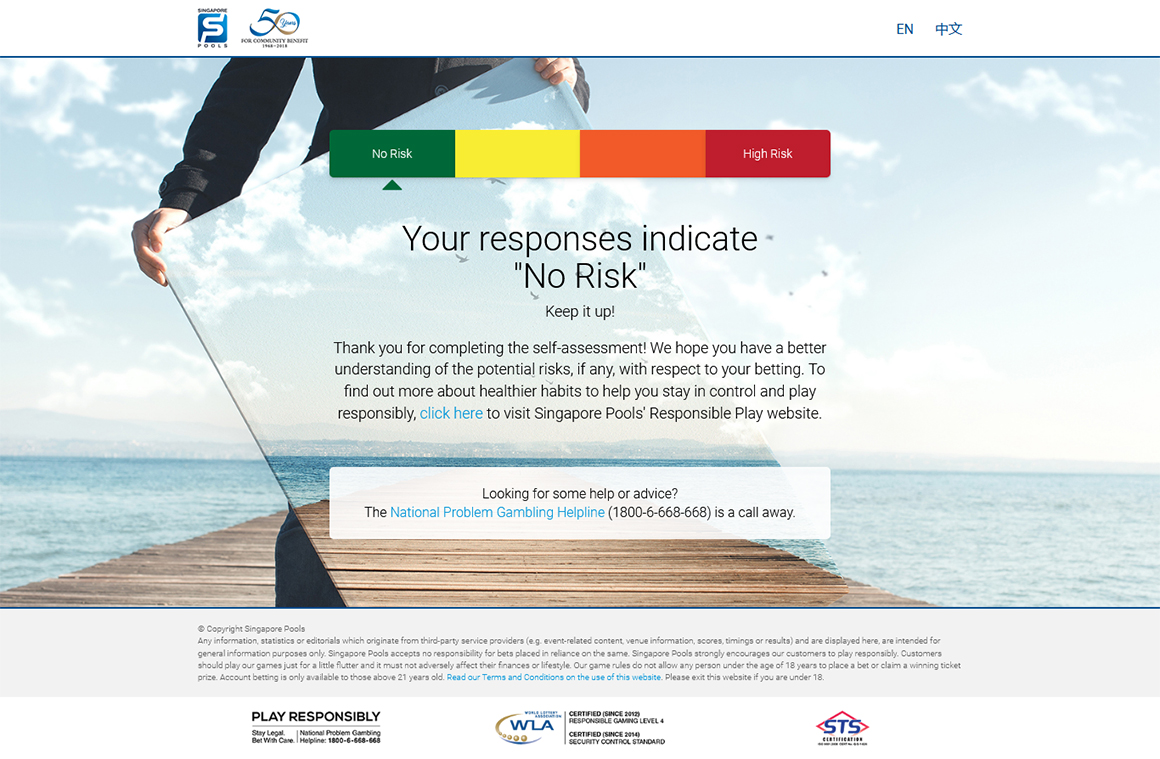 SINGAPORE
POOLS
50 Years
FOR COMMUNITY BENEFIT
1968-2018
EN 中文
No Risk
High Risk
Your responses indicate
"No Risk"
Keep it up!
Thank you for completing the self-assessment! We hope you have a better
understanding of the potential risks, if any, with respect to your betting. To
find out more about healthier habits to help you stay in control and play
responsibly, click here to visit Singapore Pools' Responsible Play website.
Looking for some help or advice?
The National Problem Gambling Helpline (1800-6-668-668) is a call away.
© Copyright Singapore Pools
Any information, statistics or editorials which originate from third-party service providers (e.g. event-related content, venue information, scores, timings or results) and are displayed here, are intended for
general information purposes only. Singapore Pools accepts no responsibility for bets placed in reliance on the same. Singapore Pools strongly encourages our customers to play responsibly. Customers
should play our games just for a little flutter and it must not adversely affect their finances or lifestyle. Our game rules do not allow any person under the age of 18 years to place a bet or claim a winning ticket
prize. Account betting is only available to those above 21 years old. Read our Terms and Conditions on the use of this website. Please exit this website if you are under 18.
PLAY RESPONSIBLY
Stay Legal.
Bet With Care.
National Problem Gambling
Helpline: 1800-6-668-668
WORLD LOTTERY
ASSOCIATION
WLA
CERTIFIED (SINCE 2012)
RESPONSIBLE GAMING LEVEL 4
CERTIFIED (SINCE 2014)
SECURITY CONTROL STANDARD
STS
CERTIFICATION